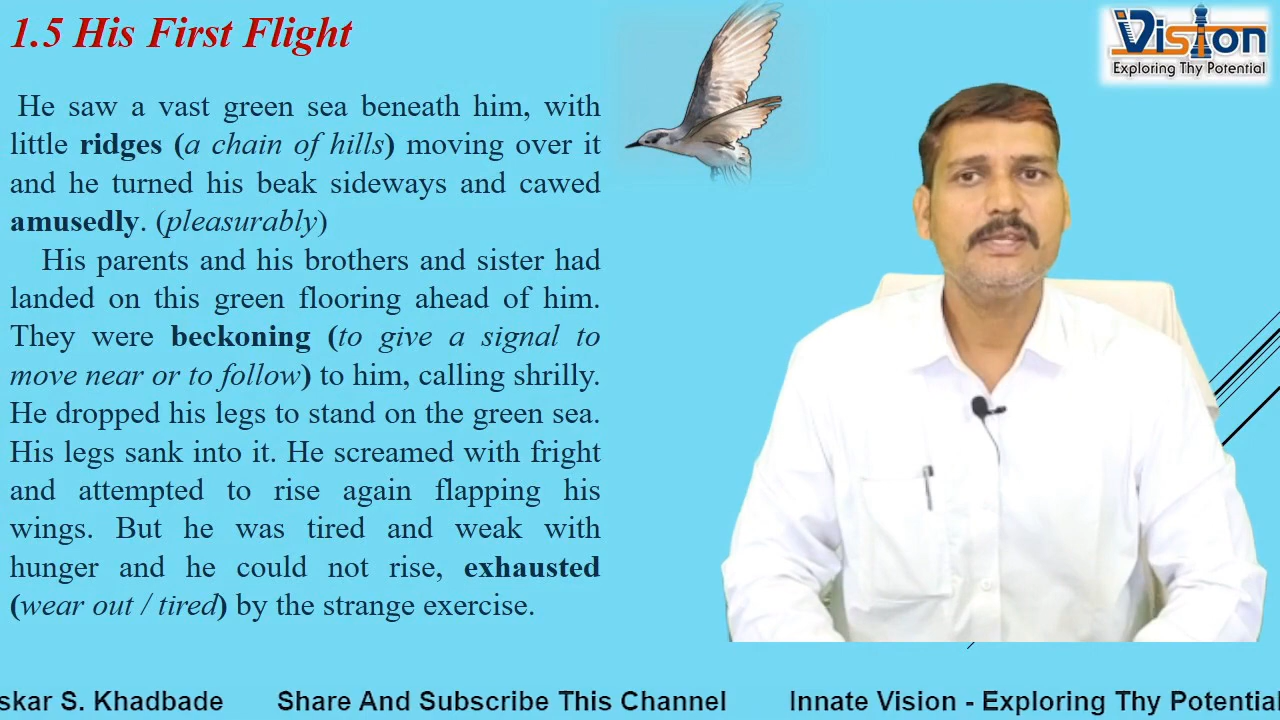 1.5 His First Flight
He saw a vast green sea beneath him, with
little ridges (a chain of hills) moving over it
and he turned his beak sideways and cawed
amusedly. (pleasurably)
His parents and his brothers and sister had
landed on this green flooring ahead of him.
They were beckoning (to give a signal to
move near or to follow) to him, calling shrilly.
He dropped his legs to stand on the green sea.
His legs sank into it. He screamed with fright
and attempted to rise again flapping his
wings. But he was tired and weak with
hunger and he could not rise, exhausted
(wear out / tired) by the strange exercise.
Vision
Exploring Thy Potential
skar S. Khadbade Share And Subscribe This Channel Innate Vision - Exploring Thy Potential